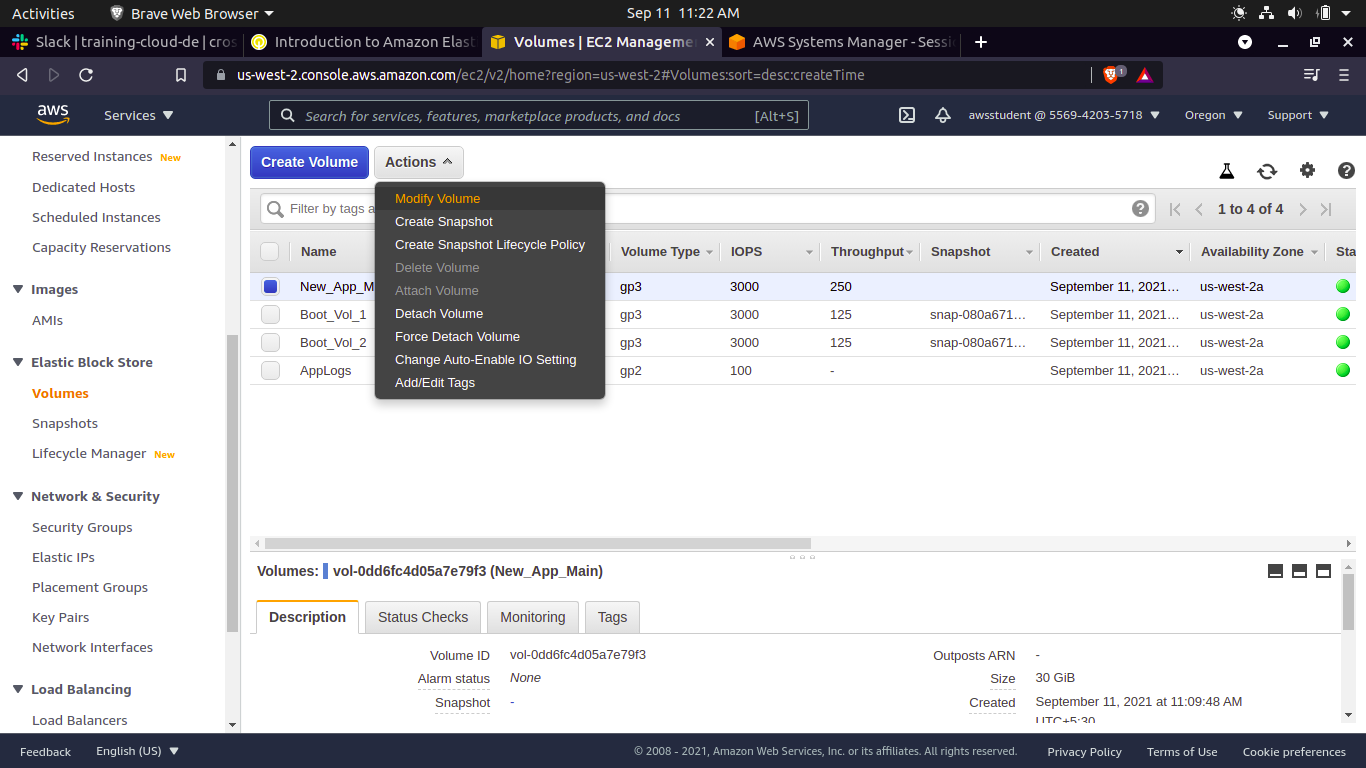 Activities
Brave Web Browser
Sep 11 11:22 AM
Slack | training-cloud-de | cros
Introduction to Amazon Elast
Volumes | EC2 Manageme
AWS Systems Manager - Sessi
us-west-2.console.aws.amazon.com/ec2/v2/home?region=us-west-2#Volumes:sort=desc:createTime
1
aws
Services
Search for services, features, marketplace products, and docs
[Alt+S]
awsstudent @ 5569-4203-5718
Oregon
Support
Reserved Instances New
Dedicated Hosts
Scheduled Instances
Capacity Reservations
Images
AMIs
Elastic Block Store
Volumes
Snapshots
Lifecycle Manager New
Network & Security
Security Groups
Elastic IPs
Placement Groups
Key Pairs
Network Interfaces
Load Balancing
Load Balancers
Create Volume
Actions
Modify Volume
Create Snapshot
Create Snapshot Lifecycle Policy
Delete Volume
Attach Volume
Detach Volume
Force Detach Volume
Change Auto-Enable IO Setting
Add/Edit Tags
Filter by tags a
1 to 4 of 4
Name Volume Type IOPS Throughput Snapshot Created Availability Zone Sta
New_App_M gp3 3000 250 September 11, 2021... us-west-2a
Boot_Vol_1 gp3 3000 125 snap-080a671... September 11, 2021... us-west-2a
Boot_Vol_2 gp3 3000 125 snap-080a671... September 11, 2021... us-west-2a
AppLogs gp2 100 - September 11, 2021... us-west-2a
Volumes: vol-0dd6fc4d05a7e79f3 (New_App_Main)
Description Status Checks Monitoring Tags
Volume ID vol-0dd6fc4d05a7e79f3
Alarm status None
Snapshot -
Outposts ARN -
Size 30 GiB
Created September 11, 2021 at 11:09:48 AM
UTC+5:30
Feedback
English (US)
© 2008 - 2021, Amazon Web Services, Inc. or its affiliates. All rights reserved.
Privacy Policy
Terms of Use
Cookie preferences